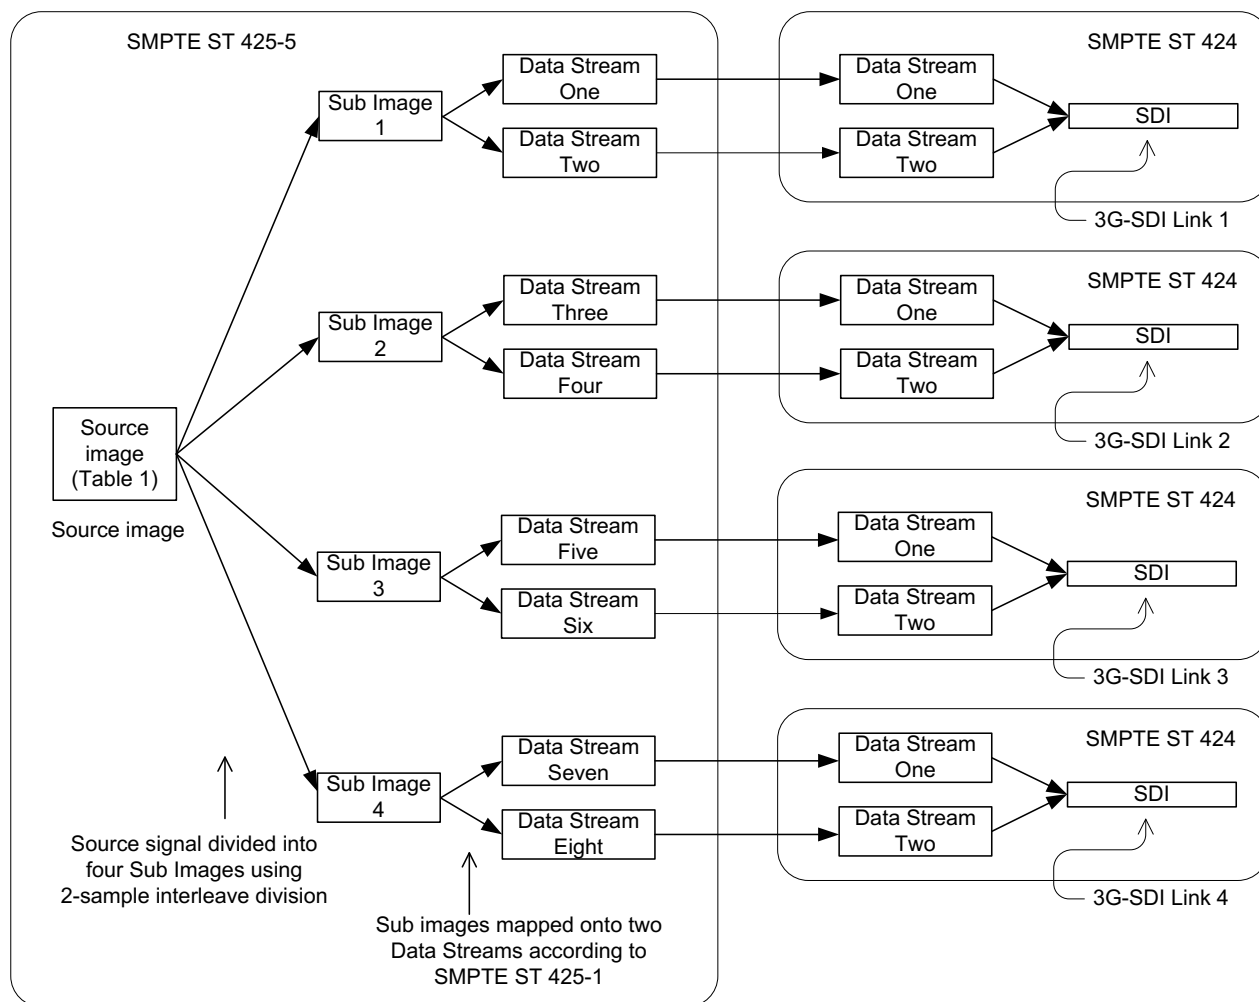 SMPTE ST 425-5
SMPTE ST 424
Sub Image
1
Data Stream
One
Data Stream
Two
Data Stream
One
Data Stream
Two
SDI
3G-SDI Link 1
SMPTE ST 424
Sub Image
2
Data Stream
Three
Data Stream
Four
Data Stream
One
Data Stream
Two
SDI
3G-SDI Link 2
Source
image
(Table 1)
Source image
SMPTE ST 424
Sub Image
3
Data Stream
Five
Data Stream
Six
Data Stream
One
Data Stream
Two
SDI
3G-SDI Link 3
SMPTE ST 424
Sub Image
4
Data Stream
Seven
Data Stream
Eight
Data Stream
One
Data Stream
Two
SDI
3G-SDI Link 4
Source signal divided into
four Sub Images using
2-sample interleave division
Sub images mapped onto two
Data Streams according to
SMPTE ST 425-1